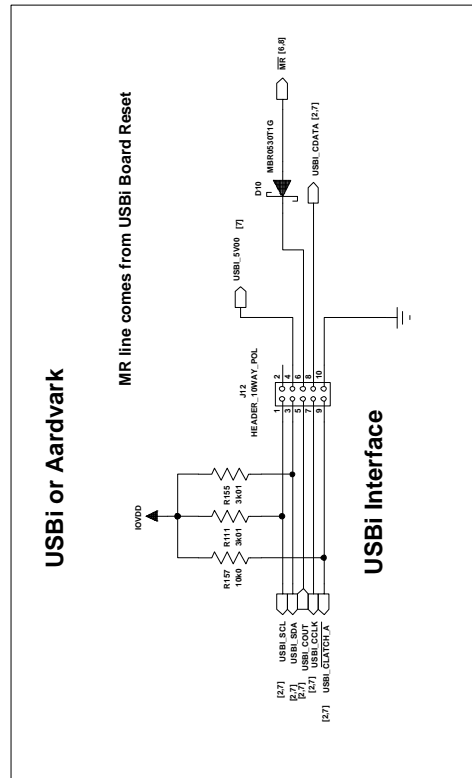 USBi or Aardvark
MR line comes from USBi Board Reset
IOVDD
R157
10k0
R111
3k01
R155
3k01
J12
HEADER_10WAY_POL
1 2
3 4
5 6
7 8
9 10
USBI_5V00 [7]
D10
MBR0530T1G
MR [6,8]
USBI_CDATA [2,7]
[2,7] USBI_SCL
[2,7] USBI_SDA
[2,7] USBI_COUT
[2,7] USBI_CCLK
[2,7] USBI_CLATCH_A
USBi Interface